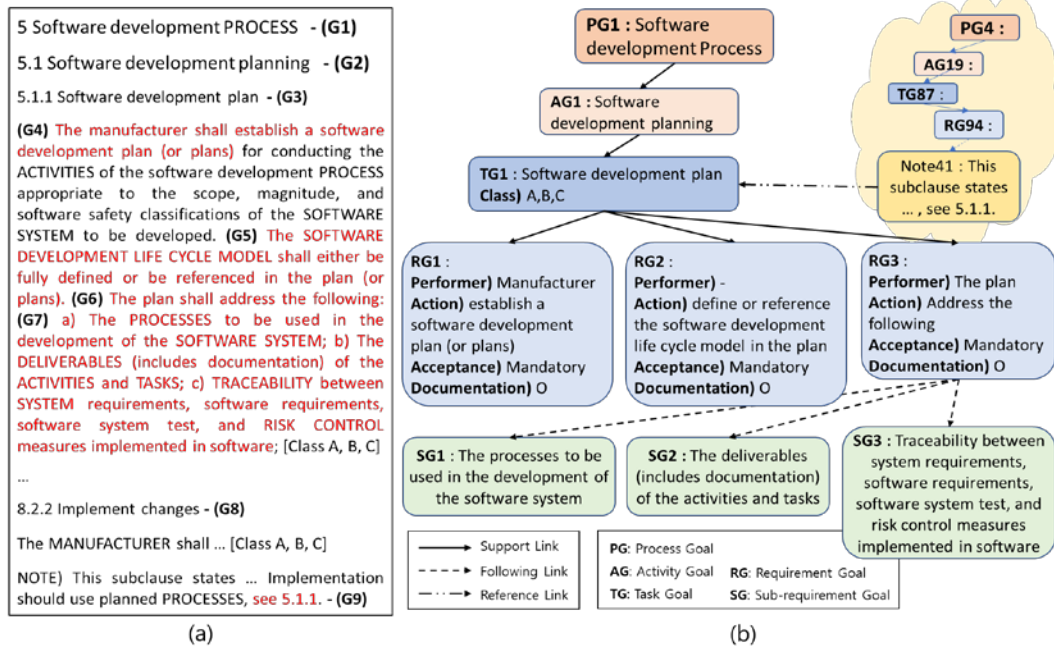 5 Software development PROCESS - (G1)
5.1 Software development planning - (G2)
5.1.1 Software development plan - (G3)
(G4) The manufacturer shall establish a software
development plan (or plans) for conducting the
ACTIVITIES of the software development PROCESS
appropriate to the scope, magnitude, and
software safety classifications of the SOFTWARE
SYSTEM to be developed. (G5) The SOFTWARE
DEVELOPMENT LIFE CYCLE MODEL shall either be
fully defined or be referenced in the plan (or
plans). (G6) The plan shall address the following:
(G7) a) The PROCESSES to be used in the
development of the SOFTWARE SYSTEM; b) The
DELIVERABLES (includes documentation) of the
ACTIVITIES and TASKS; c) TRACEABILITY between
SYSTEM requirements, software requirements,
software system test, and RISK CONTROL
measures implemented in software; [Class A, B, C]
...
8.2.2 Implement changes - (G8)
The MANUFACTURER shall ... [Class A, B, C]
NOTE) This subclause states ... Implementation
should use planned PROCESSES, see 5.1.1. - (G9)
(a)
PG1 : Software
development Process
AG1 : Software
development planning
TG1 : Software development plan
Class) A,B,C
PG4 :
AG19 :
TG87 :
RG94 :
Note41 : This
subclause states
... , see 5.1.1.
RG1 :
Performer) Manufacturer
Action) establish a
software development
plan (or plans)
Acceptance) Mandatory
Documentation) O
RG2 :
Performer) -
Action) define or reference
the software development
life cycle model in the plan
Acceptance) Mandatory
Documentation) O
RG3 :
Performer) The plan
Action) Address the
following
Acceptance) Mandatory
Documentation) O
SG1 : The processes to be
used in the development of
the software system
SG2 : The deliverables
(includes documentation)
of the activities and tasks
SG3 : Traceability between
system requirements,
software requirements,
software system test, and
risk control measures
implemented in software
Support Link
Following Link
Reference Link
PG: Process Goal
AG: Activity Goal
TG: Task Goal
RG: Requirement Goal
SG: Sub-requirement Goal
(b)